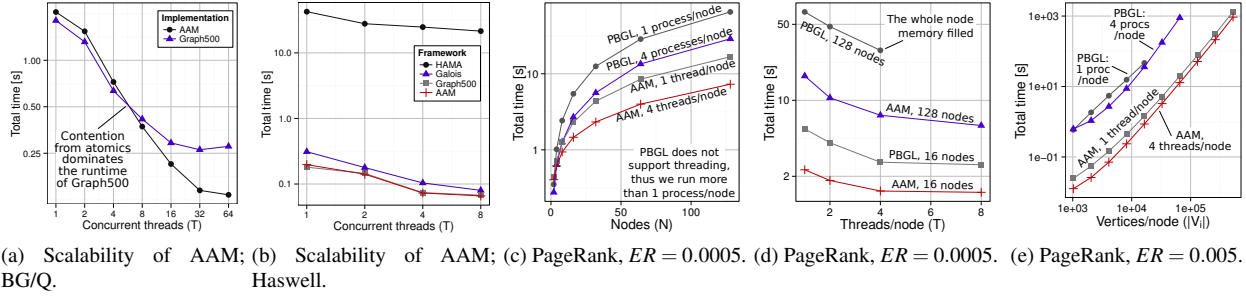 Total time [s]
1.00
0.50
0.25
Implementation
AAM
Graph500
Contention
from atomics
dominates
the runtime
of Graph500
1 2 4 8 16 32 64
Concurrent threads (T)
(a) Scalability of AAM;
BG/Q.
Total time [s]
10.0
1.0
0.1
Framework
HAMA
Galois
Graph500
AAM
1 2 4 8
Concurrent threads (T)
(b) Scalability of AAM;
Haswell.
Total time [s]
10
1
PBGL, 1 process/node
PBGL, 4 processes/node
AAM, 1 thread/node
AAM, 4 threads/node
PBGL does not
support threading,
thus we run more
than 1 process/node
0 50 100
Nodes (N)
(c) PageRank, ER = 0.0005.
Total time [s]
50
10
2
The whole node
memory filled
PBGL, 128 nodes
AAM, 128 nodes
PBGL, 16 nodes
AAM, 16 nodes
2 4 6 8
Threads/node (T)
(d) PageRank, ER = 0.0005.
Total time [s]
1e+03
1e+01
1e−01
PBGL:
4 procs
/node
PBGL:
1 proc
/node
AAM, 1 thread/node
AAM,
4 threads/node
1e+03 1e+04 1e+05
Vertices/node (|Vi|)
(e) PageRank, ER = 0.005.